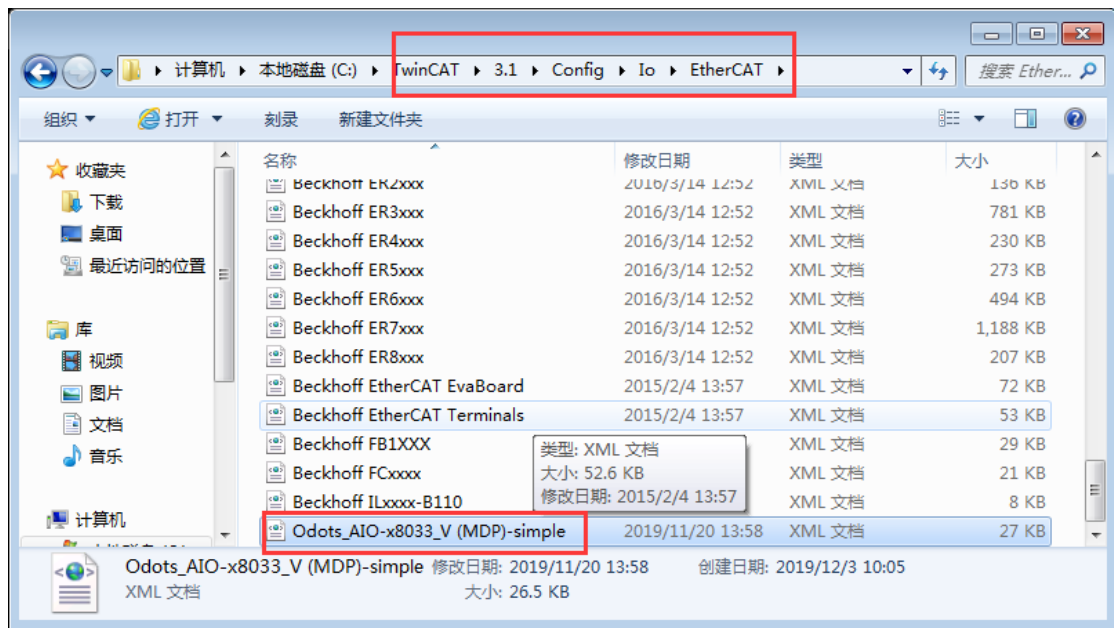 计算机 本地磁盘 (C:) TwinCAT 3.1 Config Io EtherCAT 搜索 Ether...
组织 打开 刻录 新建文件夹
收藏夹
下载
桌面
最近访问的位置
库
视频
图片
文档
音乐
计算机
名称 修改日期 类型 大小
Beckhoff ER2xxx 2016/3/14 12:52 XML 文档 136 KB
Beckhoff ER3xxx 2016/3/14 12:52 XML 文档 781 KB
Beckhoff ER4xxx 2016/3/14 12:52 XML 文档 230 KB
Beckhoff ER5xxx 2016/3/14 12:52 XML 文档 273 KB
Beckhoff ER6xxx 2016/3/14 12:52 XML 文档 494 KB
Beckhoff ER7xxx 2016/3/14 12:52 XML 文档 1,188 KB
Beckhoff ER8xxx 2016/3/14 12:52 XML 文档 207 KB
Beckhoff EtherCAT EvaBoard 2015/2/4 13:57 XML 文档 72 KB
Beckhoff EtherCAT Terminals 2015/2/4 13:57 XML 文档 53 KB
Beckhoff FB1XXX 29 KB
Beckhoff FCxxxx 21 KB
Beckhoff ILxxxx-B110 8 KB
类型: XML 文档
大小: 52.6 KB
修改日期: 2015/2/4 13:57
XML 文档
XML 文档
XML 文档
Odots_AIO-x8033_V (MDP)-simple 2019/11/20 13:58 XML 文档 27 KB
Odots_AIO-x8033_V (MDP)-simple 修改日期: 2019/11/20 13:58 创建日期: 2019/12/3 10:05
XML 文档 大小: 26.5 KB